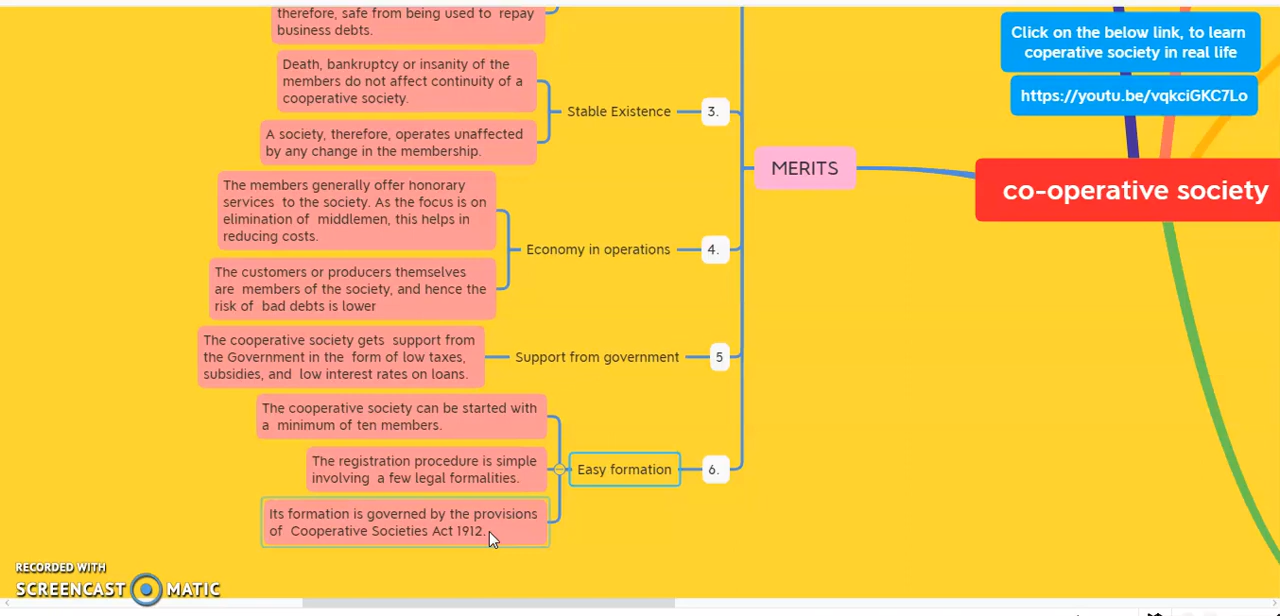 therefore, safe from being used to repay
business debts.
Death, bankruptcy or insanity of the
members do not affect continuity of a
cooperative society.
A society, therefore, operates unaffected
by any change in the membership.
Stable Existence
3.
The members generally offer honorary
services to the society. As the focus is on
elimination of middlemen, this helps in
reducing costs.
The customers or producers themselves
are members of the society, and hence the
risk of bad debts is lower
Economy in operations
4.
The cooperative society gets support from
the Government in the form of low taxes,
subsidies, and low interest rates on loans.
Support from government
5
The cooperative society can be started with
a minimum of ten members.
The registration procedure is simple
involving a few legal formalities.
Its formation is governed by the provisions
of Cooperative Societies Act 1912.
Easy formation
6.
MERITS
Click on the below link, to learn
coperative society in real life
https://youtu.be/vqkciGKC7Lo
co-operative society
RECORDED WITH
SCREENCAST MATIC